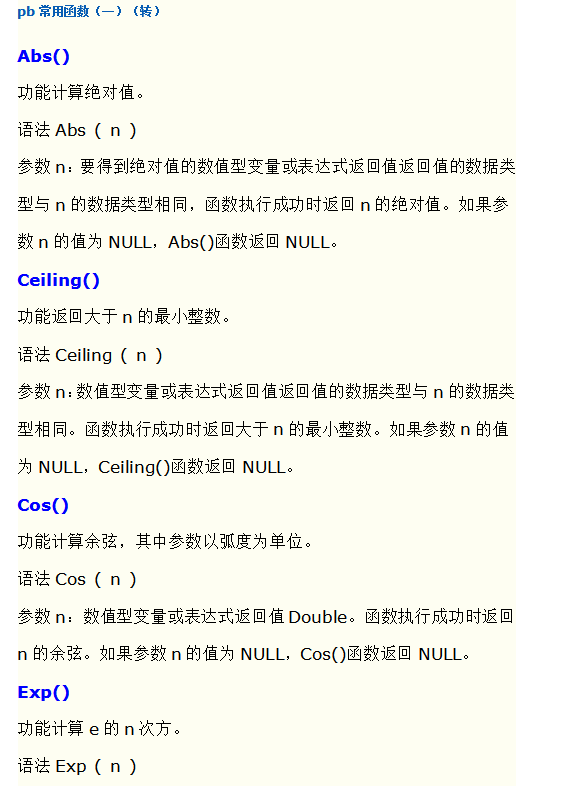 pb 常用函数（一）（转）
Abs()
功能计算绝对值。
语法 Abs ( n )
参数 n：要得到绝对值的数值型变量或表达式返回值返回值的数据类
型与 n 的数据类型相同，函数执行成功时返回 n 的绝对值。如果参
数 n 的值为 NULL，Abs()函数返回 NULL。
Ceiling()
功能返回大于 n 的最小整数。
语法 Ceiling ( n )
参数 n：数值型变量或表达式返回值返回值的数据类型与 n 的数据类
型相同。函数执行成功时返回大于 n 的最小整数。如果参数 n 的值
为 NULL，Ceiling()函数返回 NULL。
Cos()
功能计算余弦，其中参数以弧度为单位。
语法 Cos ( n )
参数 n：数值型变量或表达式返回值 Double。函数执行成功时返回
n 的余弦。如果参数 n 的值为 NULL，Cos()函数返回 NULL。
Exp()
功能计算 e 的 n 次方。
语法 Exp ( n )